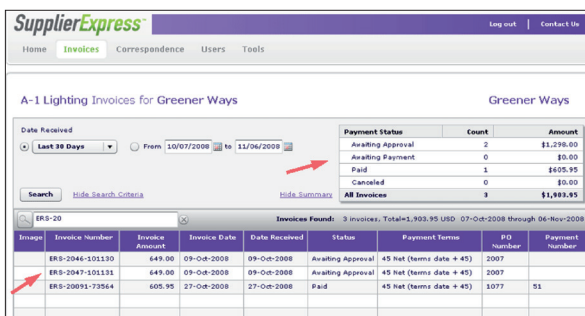 SupplierExpress
Log out | Contact Us
Home Invoices Correspondence Users Tools
A-1 Lighting Invoices for Greener Ways
Greener Ways
Date Received
Last 30 Days From 10/07/2008 to 11/06/2008
Search Hide Search Criteria Hide Summary
Payment Status Count Amount
Awaiting Approval 2 $1,298.00
Awaiting Payment 0 $0.00
Paid 1 $605.95
Canceled 0 $0.00
All Invoices 3 $1,903.95
ERS-20 Invoices Found: 3 invoices, Total=1,903.95 USD 07-Oct-2008 through 06-Nov-2008
Image Invoice Number Invoice Amount Invoice Date Date Received Status Payment Terms PO Number Payment Number
ERS-2046-101130 649.00 09-Oct-2008 09-Oct-2008 Awaiting Approval 45 Net (terms date + 45) 2007
ERS-2047-101131 649.00 09-Oct-2008 09-Oct-2008 Awaiting Approval 45 Net (terms date + 45) 2007
ERS-20091-73564 605.95 27-Oct-2008 27-Oct-2008 Paid 45 Net (terms date + 45) 1077 51